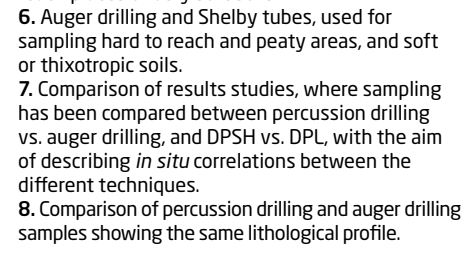 6. Auger drilling and Shelby tubes, used for
sampling hard to reach and peaty areas, and soft
or thixotropic soils.
7. Comparison of results studies, where sampling
has been compared between percussion drilling
vs. auger drilling, and DPSH vs. DPL, with the aim
of describing in situ correlations between the
different techniques.
8. Comparison of percussion drilling and auger drilling
samples showing the same lithological profile.